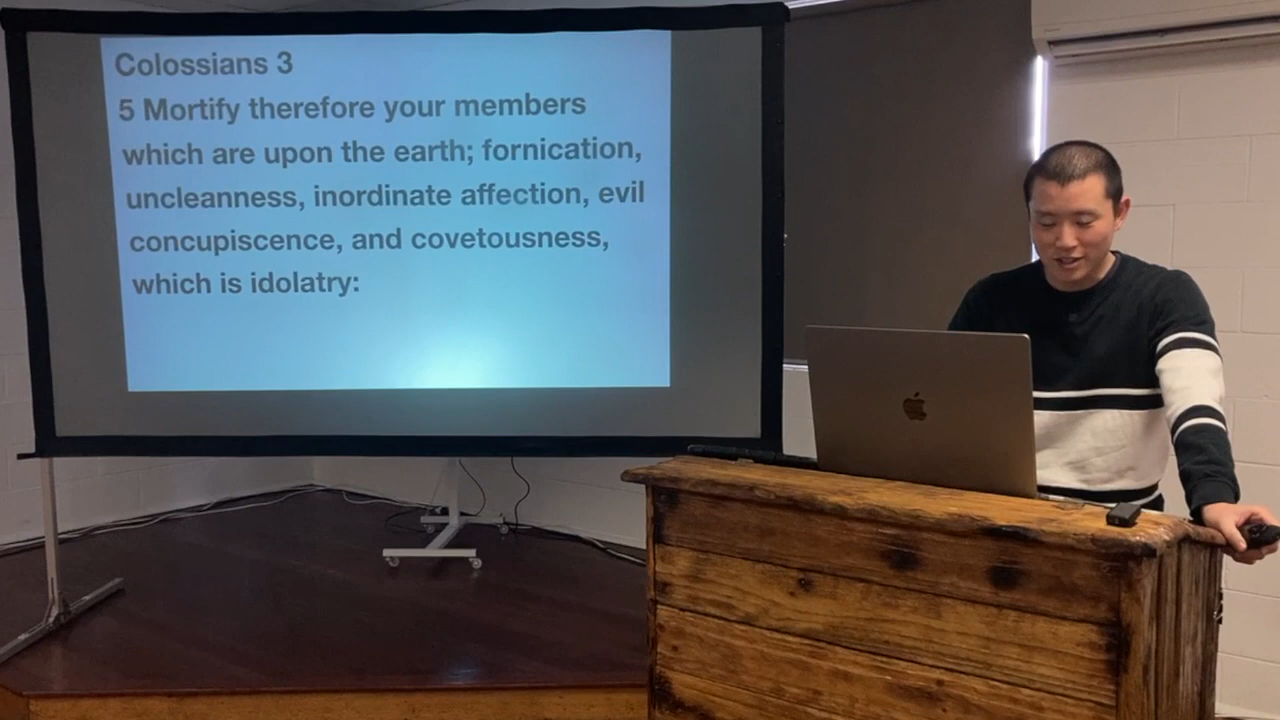 Colossians 3
5 Mortify therefore your members
which are upon the earth; fornication,
uncleanness, inordinate affection, evil
concupiscence, and covetousness,
which is idolatry: